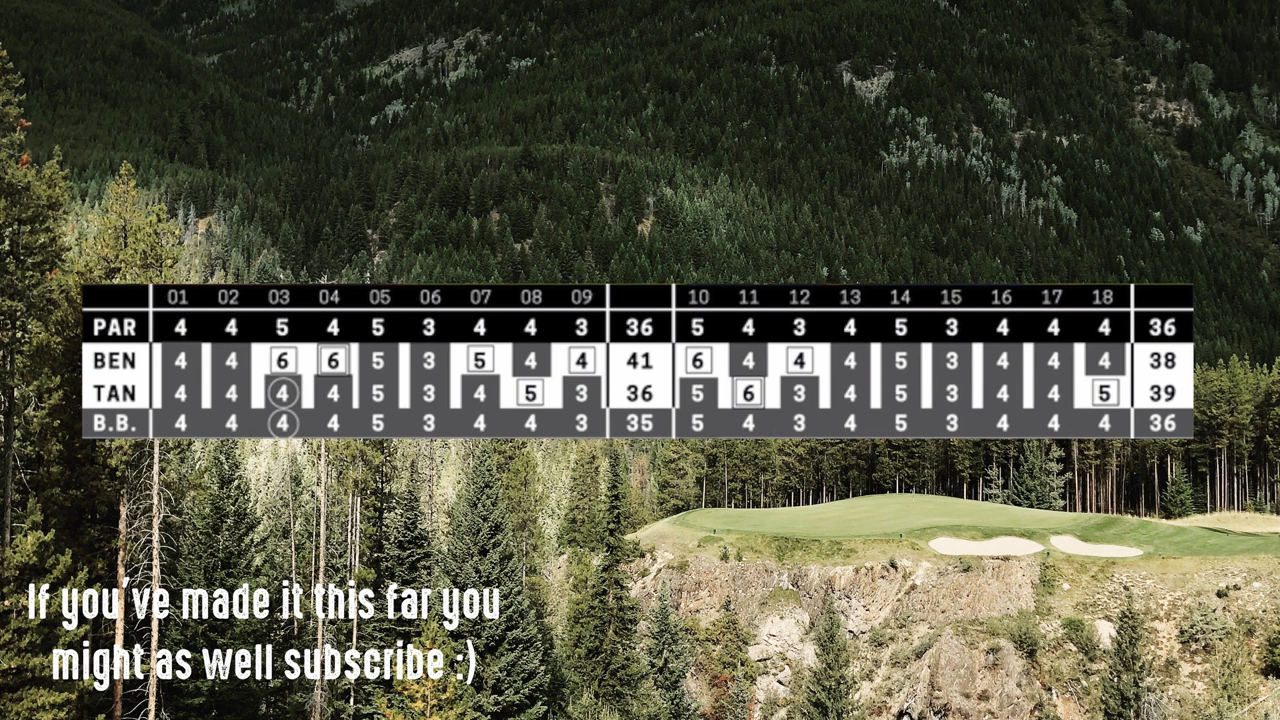 01 02 03 04 05 06 07 08 09 10 11 12 13 14 15 16 17 18
PAR 4 4 5 4 5 3 4 4 3 36 5 4 3 4 5 3 4 4 4 36
BEN 4 4 6 6 5 3 5 4 4 41 6 4 4 4 5 3 4 4 4 38
TAN 4 4 4 4 5 3 4 5 3 36 5 6 3 4 5 3 4 4 5 39
B.B. 4 4 4 4 5 3 4 4 3 35 5 4 3 4 5 3 4 4 4 36
If you've made it this far you
might as well subscribe :)